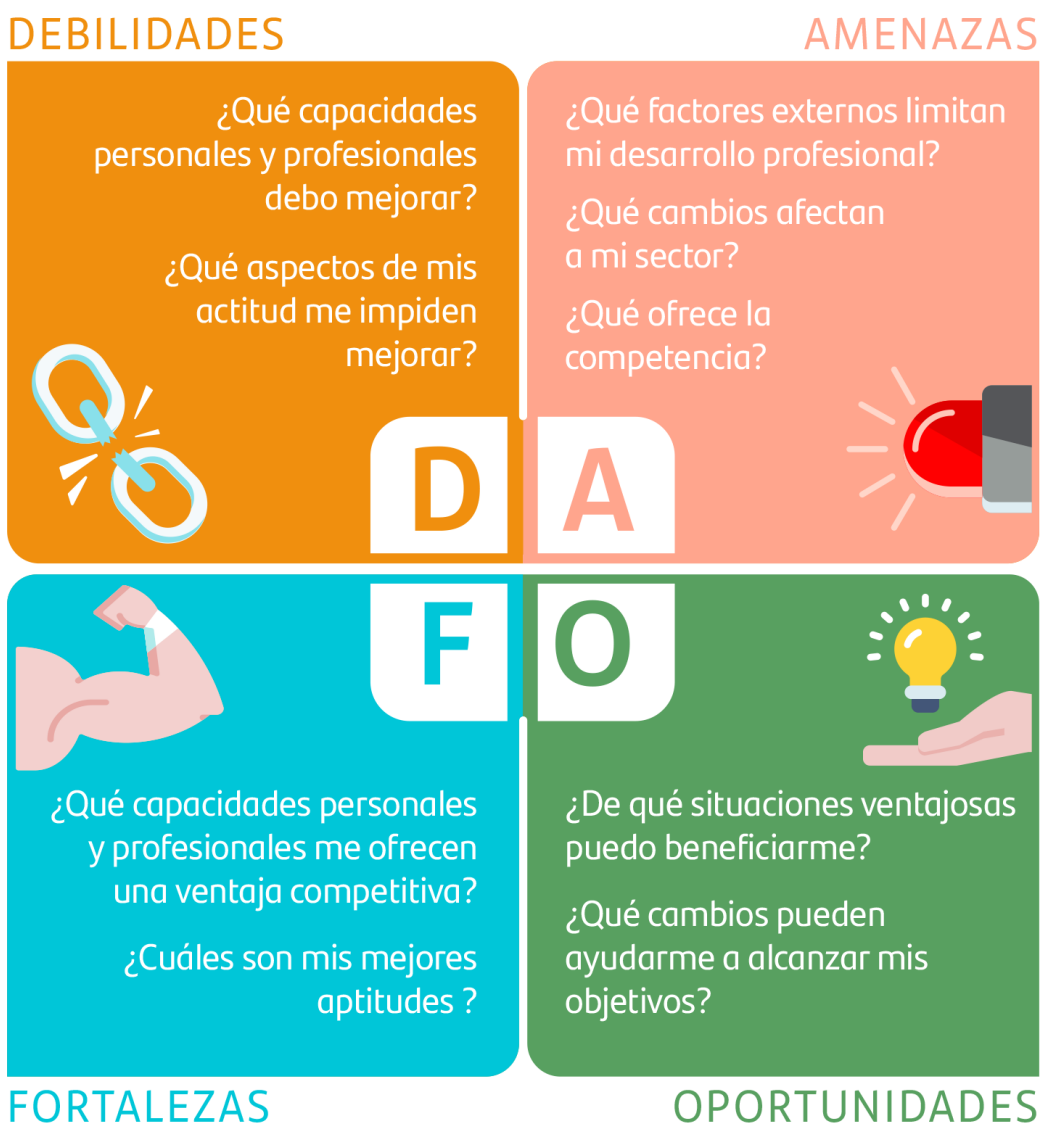 DEBILIDADES
¿Qué capacidades
personales y profesionales
debo mejorar?
¿Qué aspectos de mis
actitud me impiden
mejorar?
D
AMENAZAS
¿Qué factores externos limitan
mi desarrollo profesional?
¿Qué cambios afectan
a mi sector?
¿Qué ofrece la
competencia?
A
F
¿Qué capacidades personales
y profesionales me ofrecen
una ventaja competitiva?
¿Cuáles son mis mejores
aptitudes ?
FORTALEZAS
O
¿De qué situaciones ventajosas
puedo beneficiarme?
¿Qué cambios pueden
ayudarme a alcanzar mis
objetivos?
OPORTUNIDADES